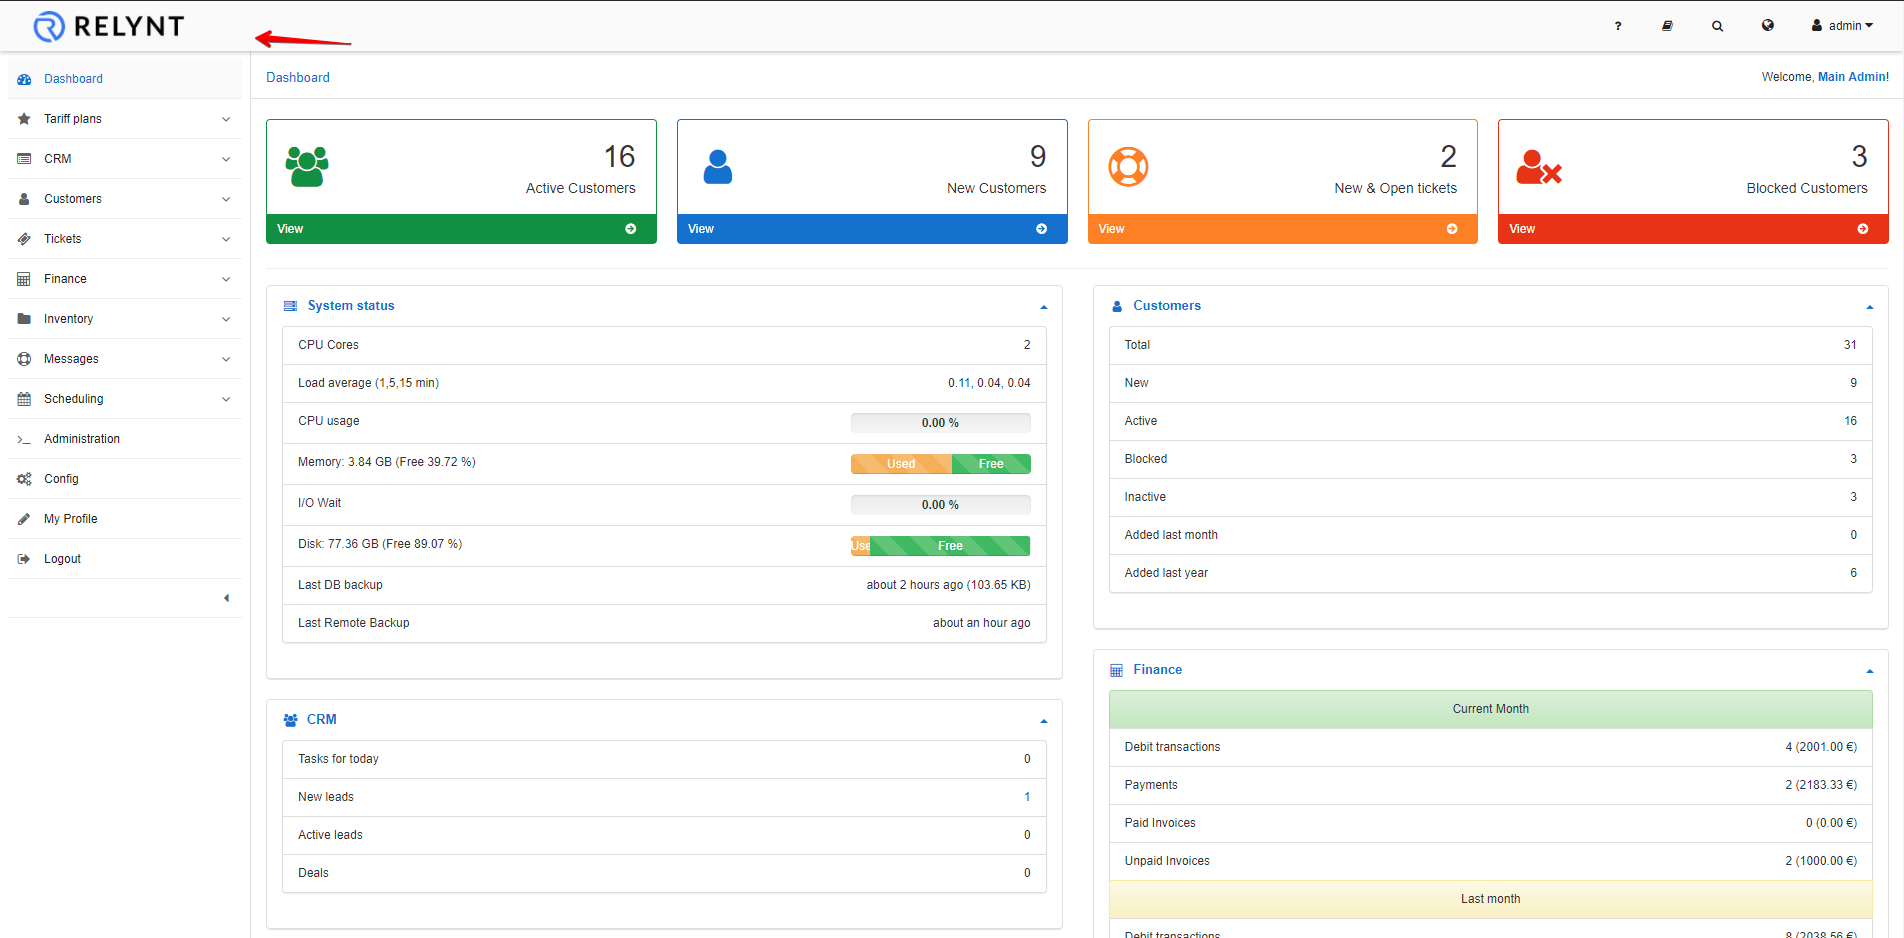 RELYNT
?
admin
Dashboard
Tariff plans
CRM
Customers
Tickets
Finance
Inventory
Messages
Scheduling
Administration
Config
My Profile
Logout
Dashboard
Welcome, Main Admin!
16
Active Customers
View
9
New Customers
View
2
New & Open tickets
View
3
Blocked Customers
View
System status
CPU Cores 2
Load average (1,5,15 min) 0.11, 0.04, 0.04
CPU usage 0.00 %
Memory: 3.84 GB (Free 39.72 %) Used Free
I/O Wait 0.00 %
Disk: 77.36 GB (Free 89.07 %) Use Free
Last DB backup about 2 hours ago (103.65 KB)
Last Remote Backup about an hour ago
CRM
Tasks for today 0
New leads 1
Active leads 0
Deals 0
Customers
Total 31
New 9
Active 16
Blocked 3
Inactive 3
Added last month 0
Added last year 6
Finance
Current Month
Debit transactions 4 (2001.00 €)
Payments 2 (2183.33 €)
Paid Invoices 0 (0.00 €)
Unpaid Invoices 2 (1000.00 €)
Last month
Debit transactions 8 (2038.56 €)